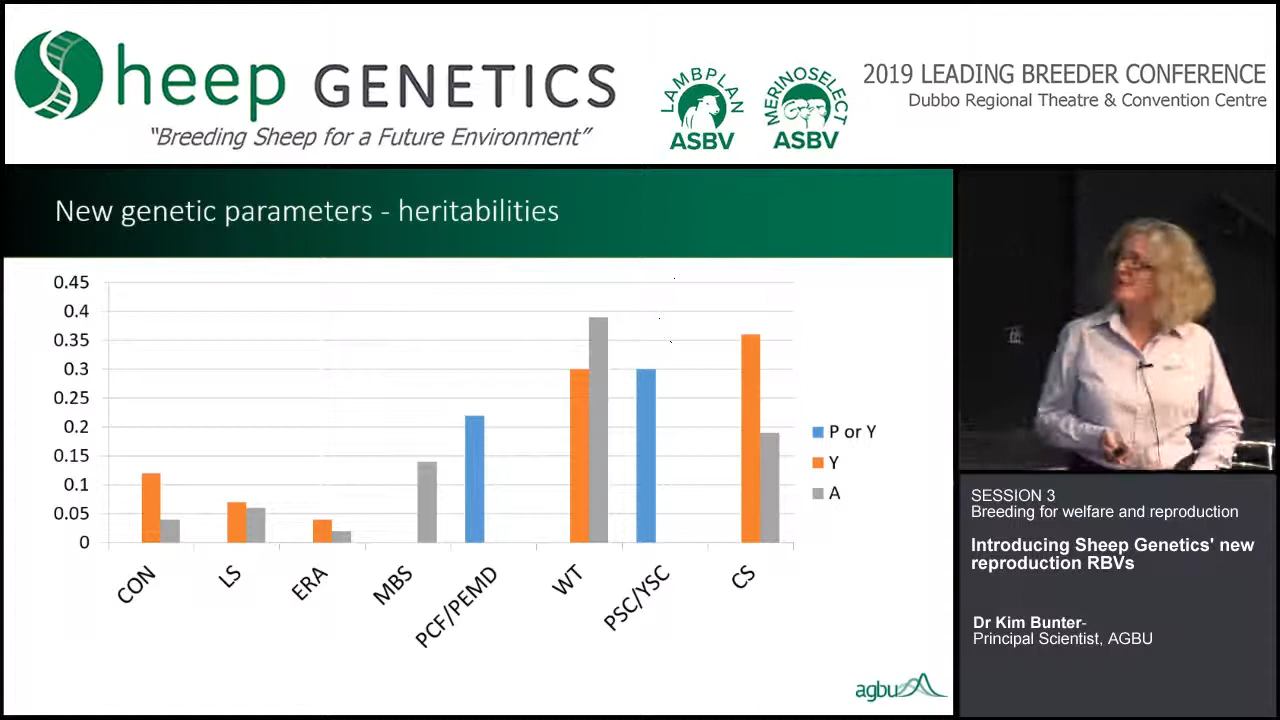 Sheep GENETICS
"Breeding Sheep for a Future Environment"
LAMBPLAN
ASBV
MERINOSELECT
ASBV
2019 LEADING BREEDER CONFERENCE
Dubbo Regional Theatre & Convention Centre
New genetic parameters - heritabilities
0.45
0.4
0.35
0.3
0.25
0.2
0.15
0.1
0.05
0
CON
LS
ERA
MBS
PCF/PEMD
WT
PSC/YSC
CS
P or Y
Y
A
agbu
SESSION 3
Breeding for welfare and reproduction
Introducing Sheep Genetics' new
reproduction RBVs
Dr Kim Bunter-
Principal Scientist, AGBU